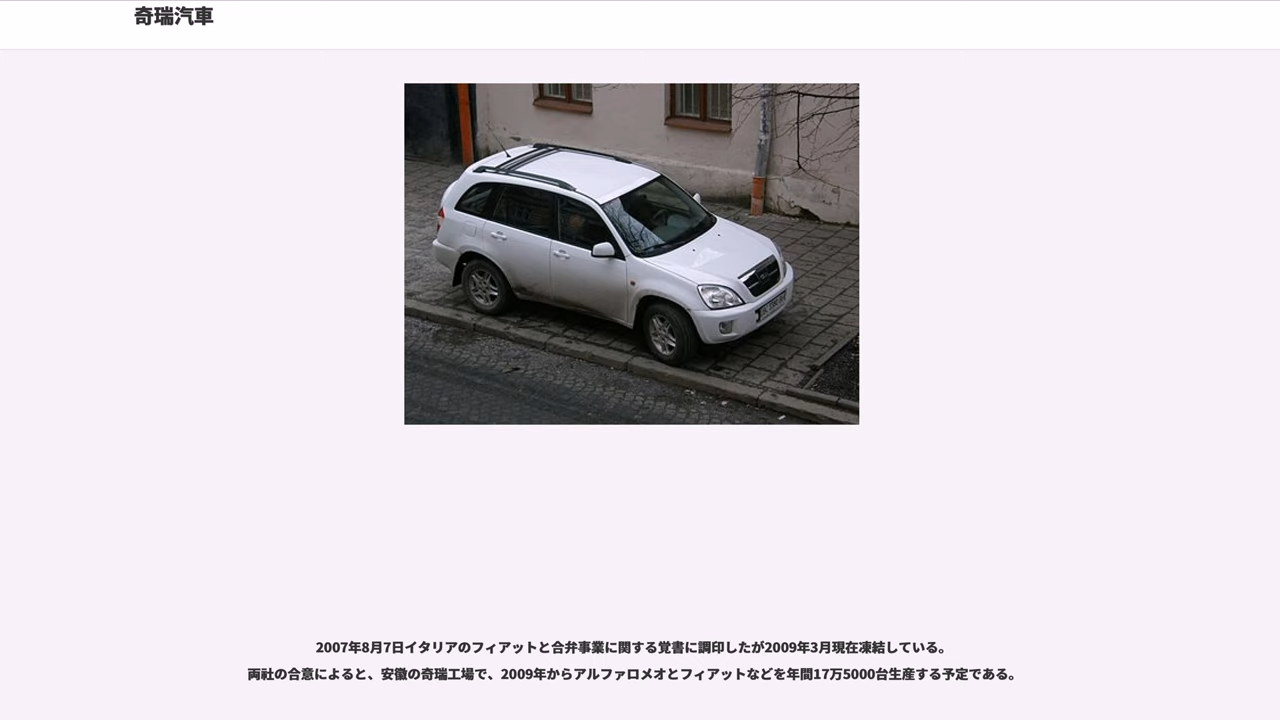 奇瑞汽車
2007年8月7日イタリアのフィアットと合弁事業に関する覚書に調印したが2009年3月現在凍結している。
両社の合意によると、安徽の奇瑞工場で、2009年からアルファロメオとフィアットなどを年間17万5000台生産する予定である。